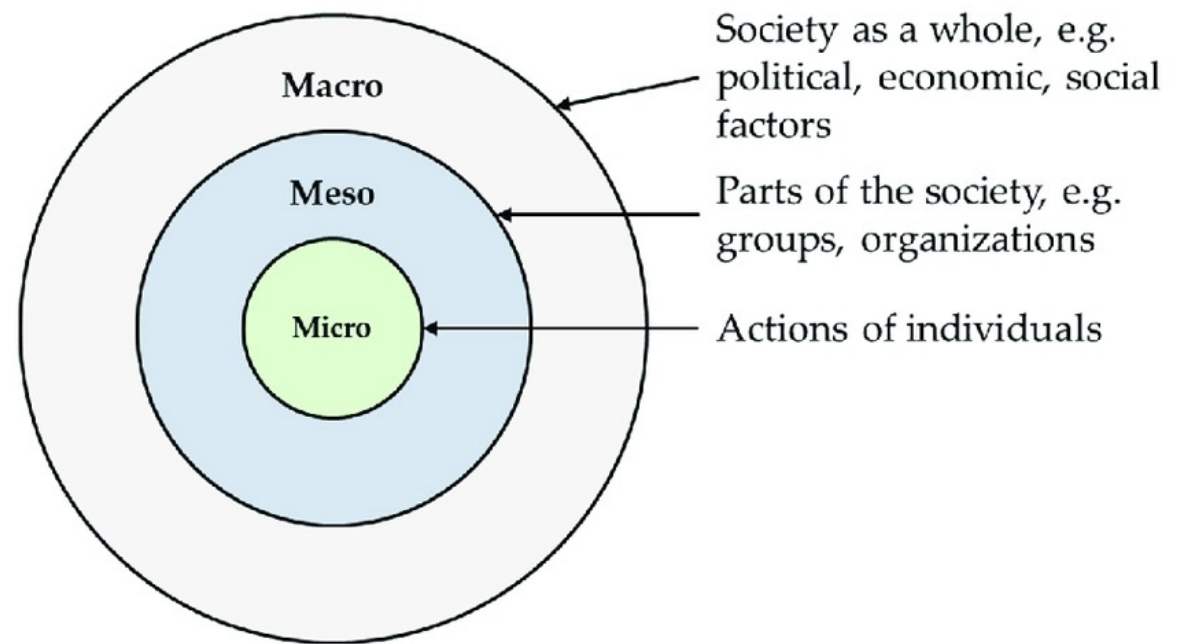 Macro
Meso
Micro
Society as a whole, e.g.
political, economic, social
factors
Parts of the society, e.g.
groups, organizations
Actions of individuals